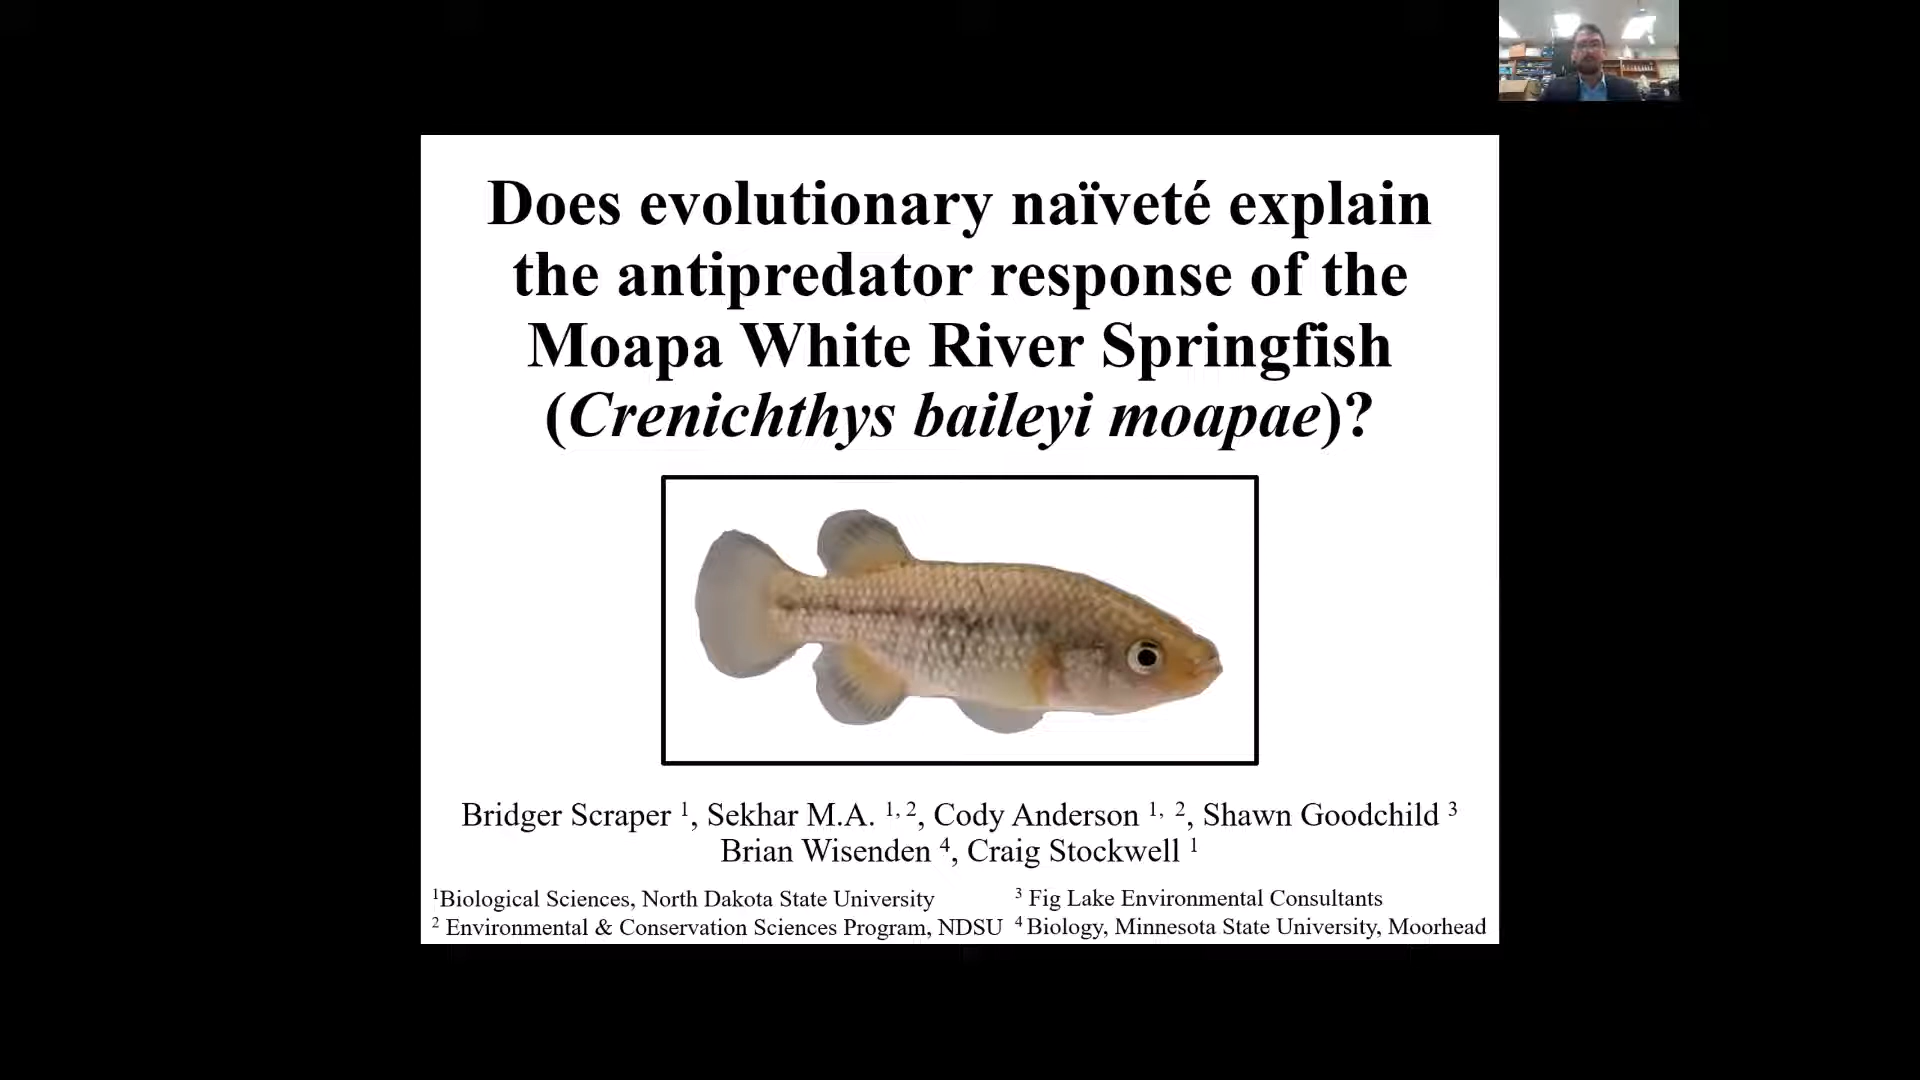 Does evolutionary naïveté explain
the antipredator response of the
Moapa White River Springfish
(Crenichthys baileyi moapae)?
Bridger Scraper ¹, Sekhar M.A. ¹, ², Cody Anderson ¹, ², Shawn Goodchild ³
Brian Wisenden ⁴, Craig Stockwell ¹
¹Biological Sciences, North Dakota State University
² Environmental & Conservation Sciences Program, NDSU
³ Fig Lake Environmental Consultants
⁴ Biology, Minnesota State University, Moorhead